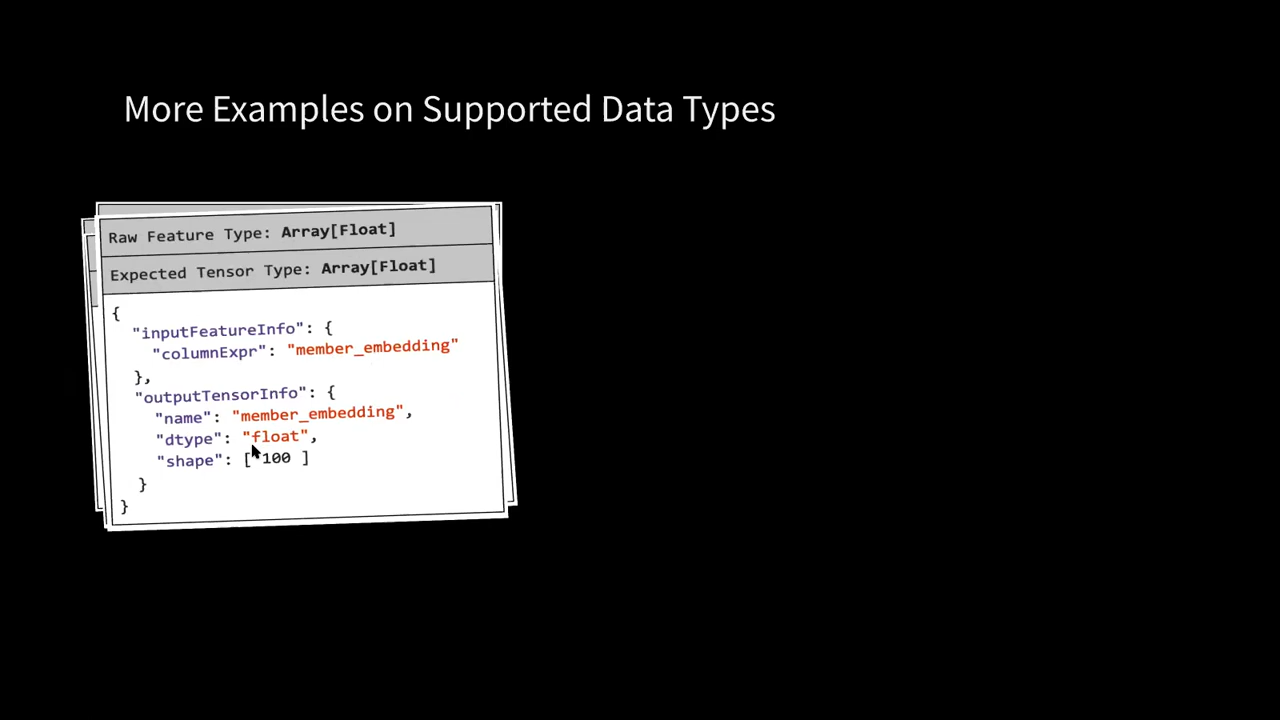 More Examples on Supported Data Types
Raw Feature Type: Array[Float]
Expected Tensor Type: Array[Float]
{
"inputFeatureInfo": {
"columnExpr": "member_embedding"
},
"outputTensorInfo": {
"name": "member_embedding",
"dtype": "float",
"shape": [ 100 ]
}
}